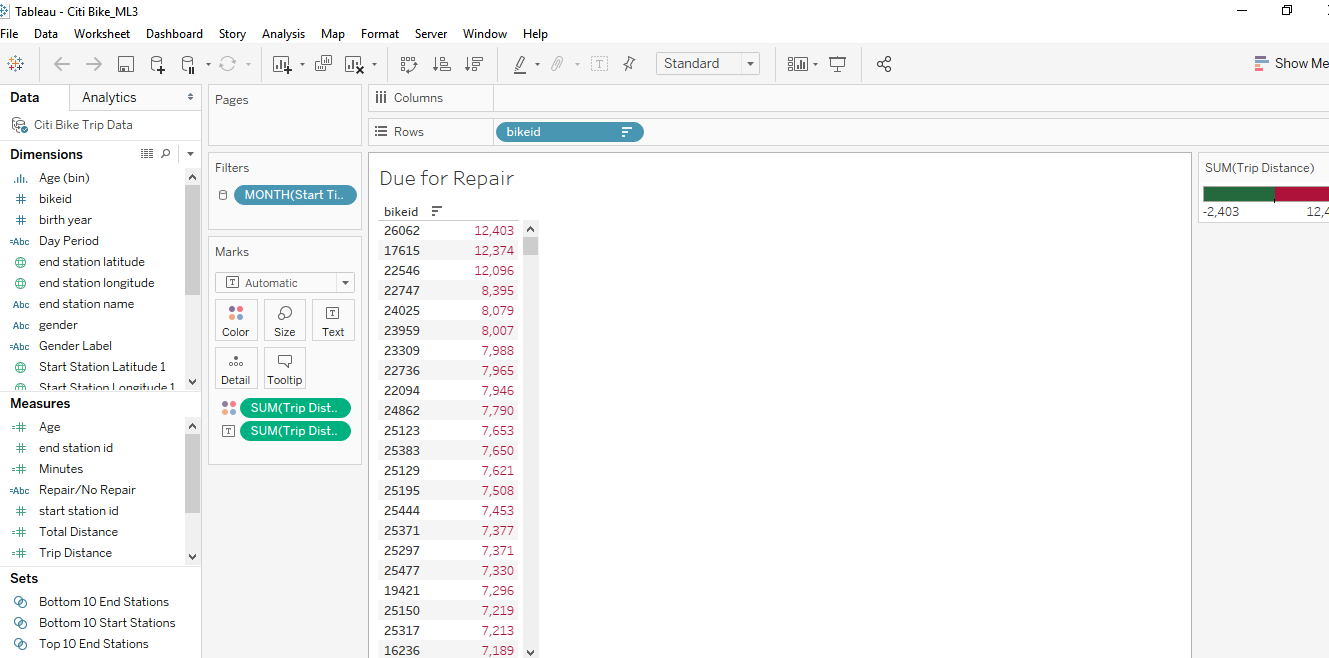 Tableau - Citi Bike_ML3
File Data Worksheet Dashboard Story Analysis Map Format Server Window Help
Standard
Show Me
Data
Analytics
Citi Bike Trip Data
Dimensions
Age (bin)
bikeid
birth year
=Abc Day Period
end station latitude
end station longitude
Abc end station name
Abc gender
=Abc Gender Label
Start Station Latitude 1
Start Station Longitude 1
Measures
Age
end station id
Minutes
=Abc Repair/No Repair
start station id
Total Distance
Trip Distance
Sets
Bottom 10 End Stations
Bottom 10 Start Stations
Top 10 End Stations
Pages
Filters
MONTH(Start Ti..
Marks
Automatic
Color Size Text
Detail Tooltip
SUM(Trip Dist..
SUM(Trip Dist..
Columns
Rows
bikeid
Due for Repair
bikeid
26062 12,403
17615 12,374
22546 12,096
22747 8,395
24025 8,079
23959 8,007
23309 7,988
22736 7,965
22094 7,946
24862 7,790
25123 7,653
25383 7,650
25129 7,621
25195 7,508
25444 7,453
25371 7,377
25297 7,371
25477 7,330
19421 7,296
25150 7,219
25317 7,213
16236 7,189
SUM(Trip Distance)
-2,403 12,4